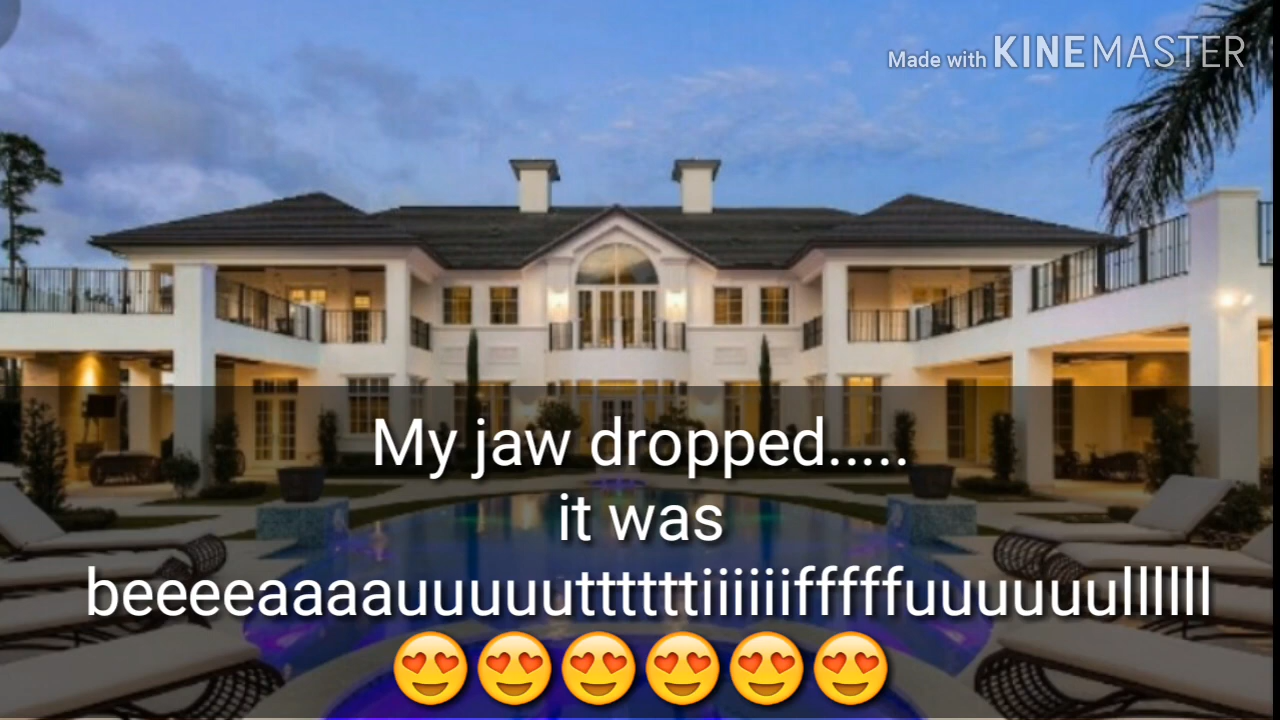 Made with KINEMASTER
My jaw dropped.....
it was
beeeeaaaauuuuuttttttiiiiiifffffuuuuuullllll
😍😍😍😍😍😍